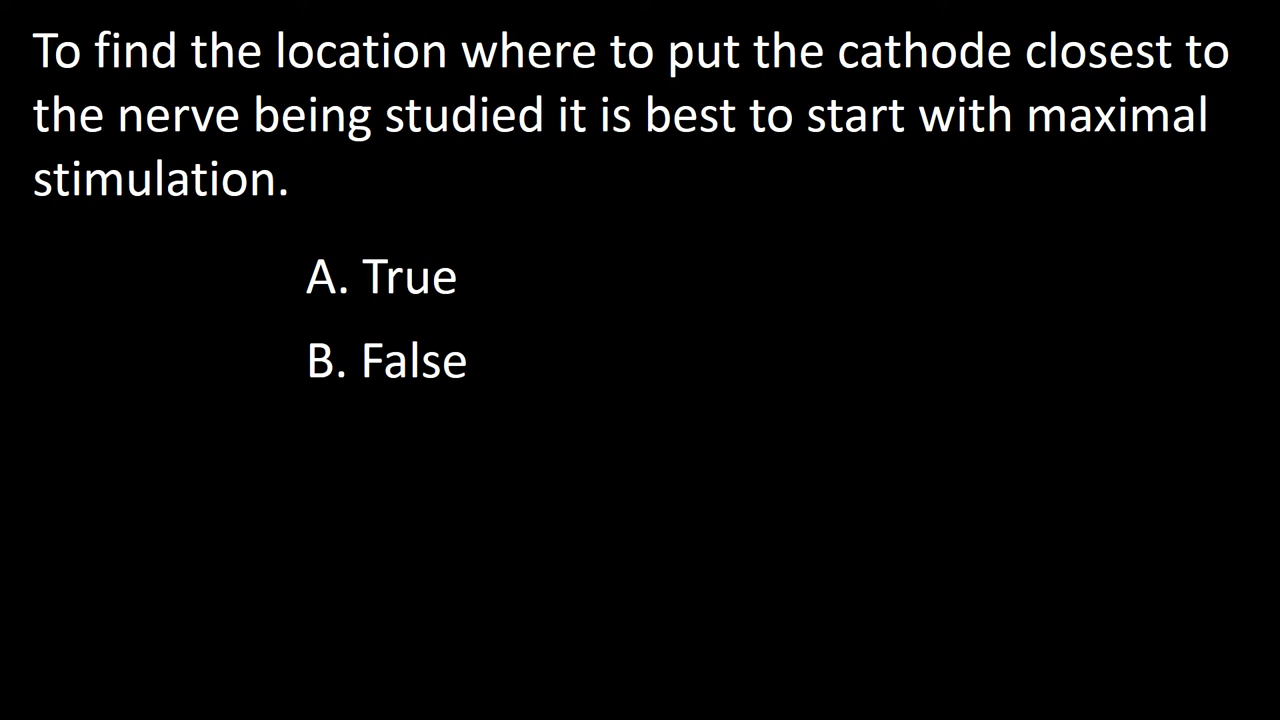 To find the location where to put the cathode closest to
the nerve being studied it is best to start with maximal
stimulation.
A. True
B. False